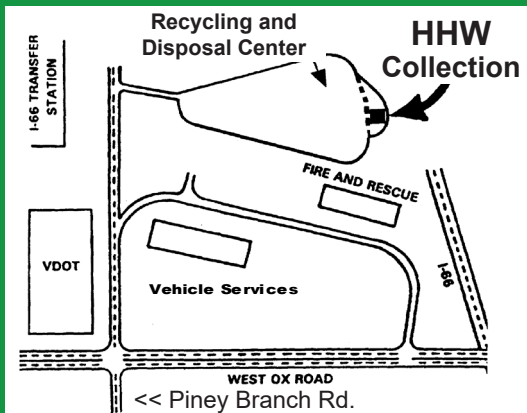 Recycling and
Disposal Center
HHW
Collection
I-66 TRANSFER
STATION
FIRE AND RESCUE
VDOT
Vehicle Services
I-66
WEST OX ROAD
<< Piney Branch Rd.